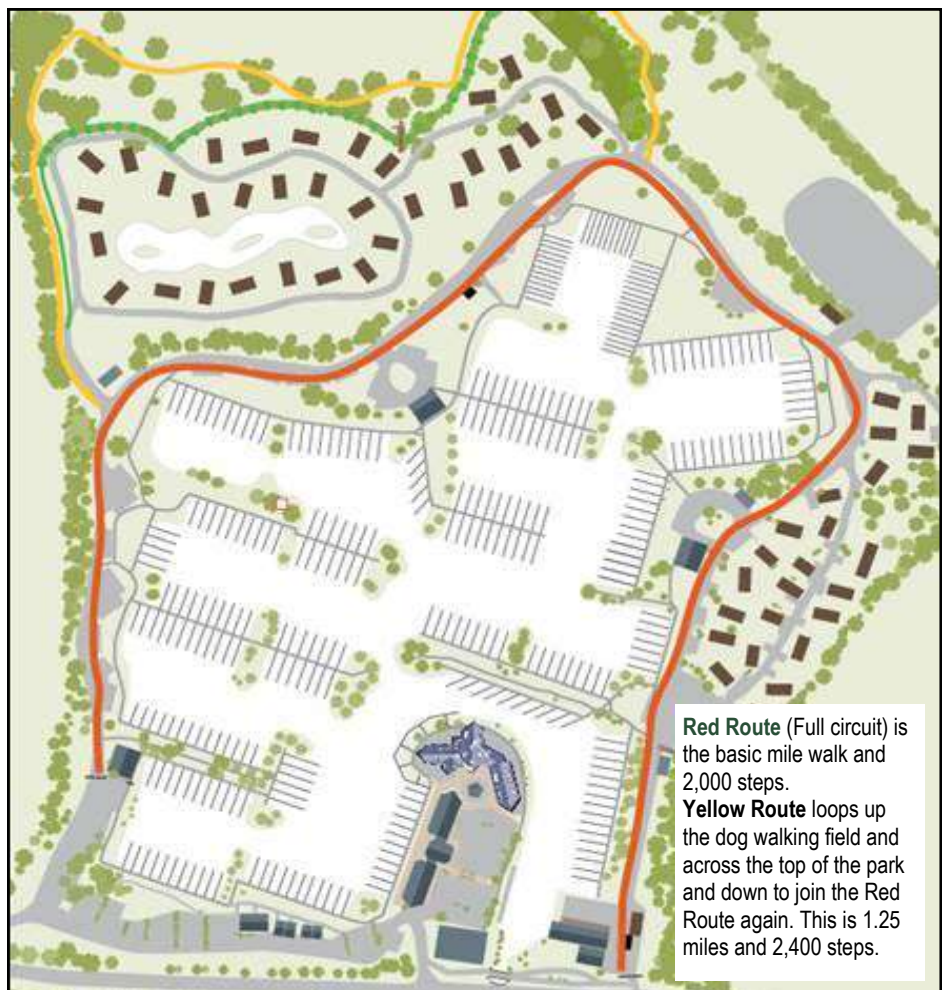 Red Route (Full circuit) is
the basic mile walk and
2,000 steps.
Yellow Route loops up
the dog walking field and
across the top of the park
and down to join the Red
Route again. This is 1.25
miles and 2,400 steps.